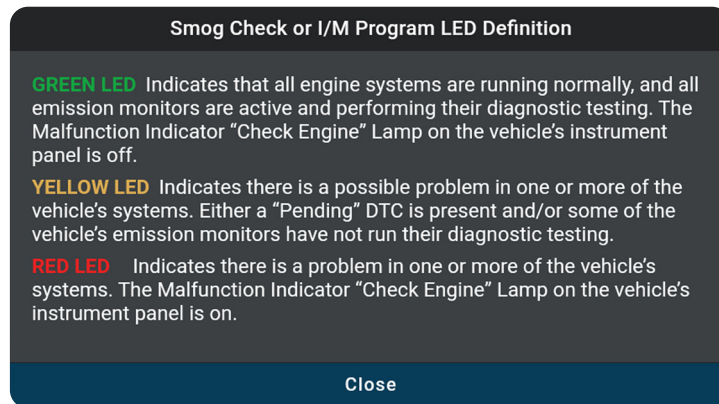 Smog Check or I/M Program LED Definition
GREEN LED Indicates that all engine systems are running normally, and all
emission monitors are active and performing their diagnostic testing. The
Malfunction Indicator “Check Engine” Lamp on the vehicle’s instrument
panel is off.
YELLOW LED Indicates there is a possible problem in one or more of the
vehicle’s systems. Either a “Pending” DTC is present and/or some of the
vehicle’s emission monitors have not run their diagnostic testing.
RED LED Indicates there is a problem in one or more of the vehicle’s
systems. The Malfunction Indicator “Check Engine” Lamp on the vehicle’s
instrument panel is on.
Close